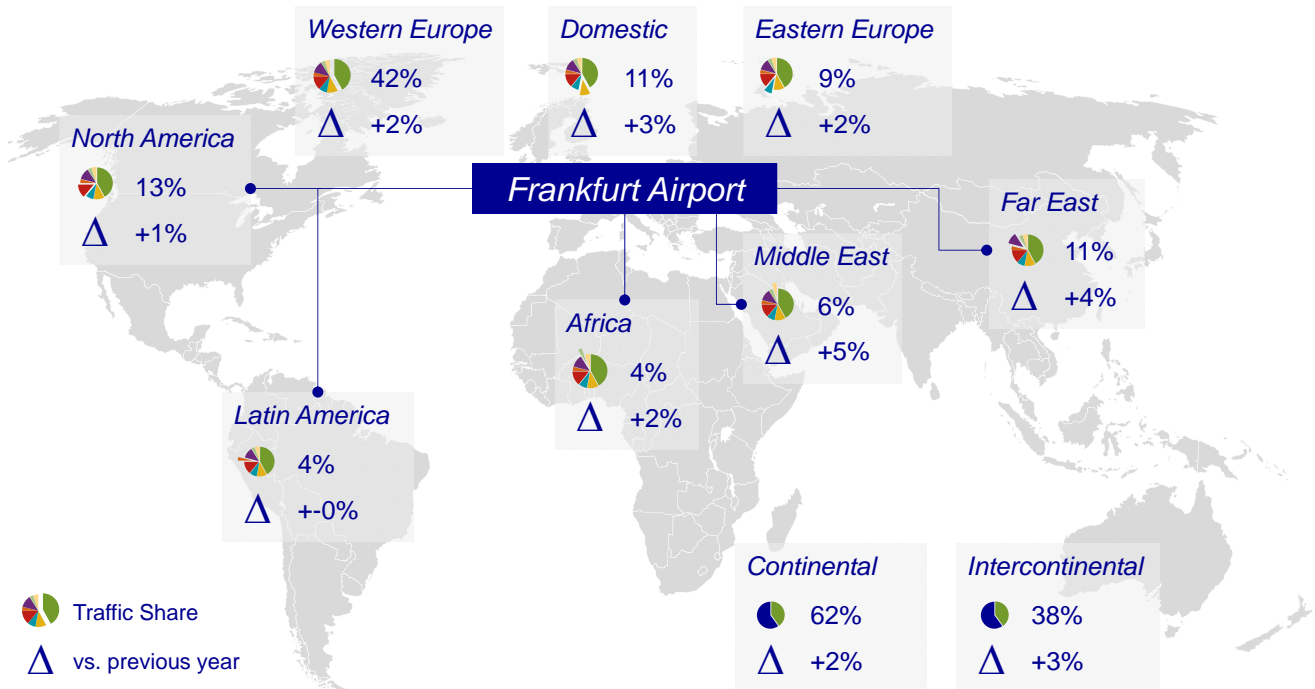 Western Europe
42%
Δ +2%
Domestic
11%
Δ +3%
Eastern Europe
9%
Δ +2%
North America
13%
Δ +1%
Frankfurt Airport
Far East
11%
Δ +4%
Middle East
6%
Δ +5%
Africa
4%
Δ +2%
Latin America
4%
Δ +-0%
Continental
62%
Δ +2%
Intercontinental
38%
Δ +3%
Traffic Share
Δ vs. previous year